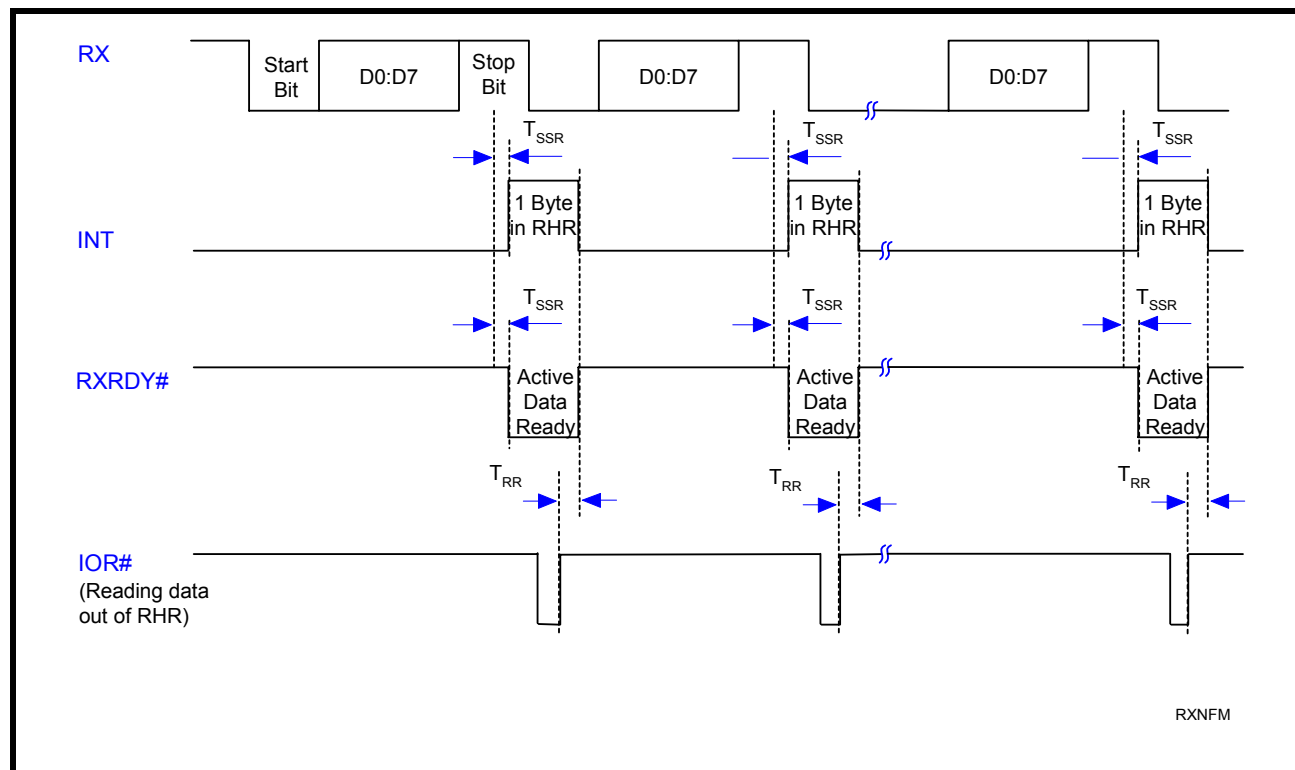 RX
Start
Bit
D0:D7
Stop
Bit
D0:D7
D0:D7
TSSR
TSSR
TSSR
INT
1 Byte
in RHR
1 Byte
in RHR
1 Byte
in RHR
TSSR
TSSR
TSSR
RXRDY#
Active
Data
Ready
Active
Data
Ready
Active
Data
Ready
TRR
TRR
TRR
IOR#
(Reading data
out of RHR)
RXNFM